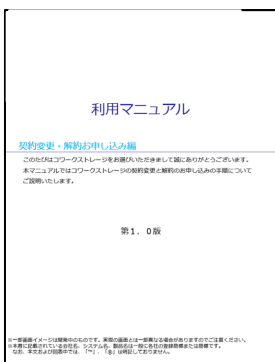 利用マニュアル
契約変更・解約お申し込み編
このたびはコワークストレージをお選びいただきまして誠にありがとうございます。
本マニュアルではコワークストレージの契約変更と解約のお申し込みの手順について
ご説明いたします。
第1．0版
※一部画面イメージは開発中のものです。実際の画面とは一部異なる場合がありますのでご注意ください。
※本書に記載されている会社名、システム名、製品名は一般に各社の登録商標または商標です。
なお、本文および図表中では、「™」、「®」は明記しておりません。